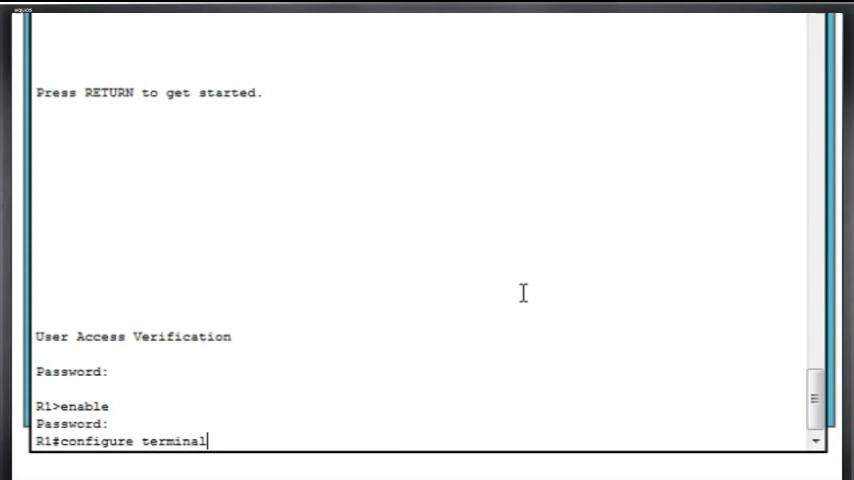 Press RETURN to get started.
User Access Verification
Password:
R1>enable
Password:
R1#configure terminal